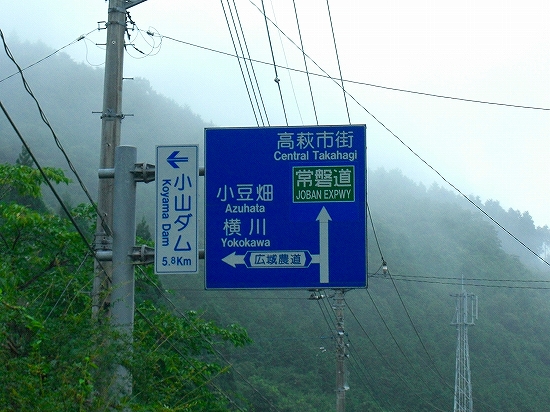 小山ダム
Koyama Dam
5.8Km
高萩市街
Central Takahagi
常磐道
JOBAN EXPWY
小豆畑
Azuhata
横川
Yokokawa
広域農道